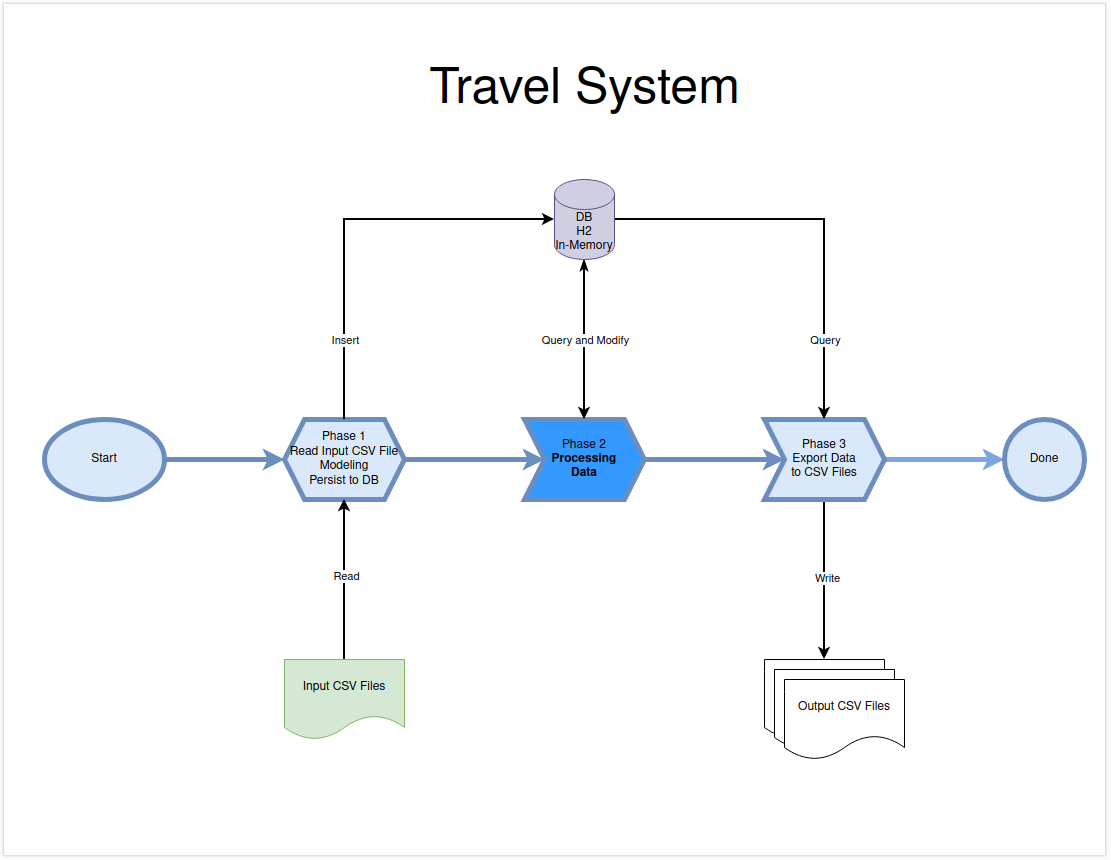 Travel System
DB
H2
In-Memory
Insert
Query and Modify
Query
Start
Phase 1
Read Input CSV File
Modeling
Persist to DB
Phase 2
Processing
Data
Phase 3
Export Data
to CSV Files
Done
Read
Write
Input CSV Files
Output CSV Files